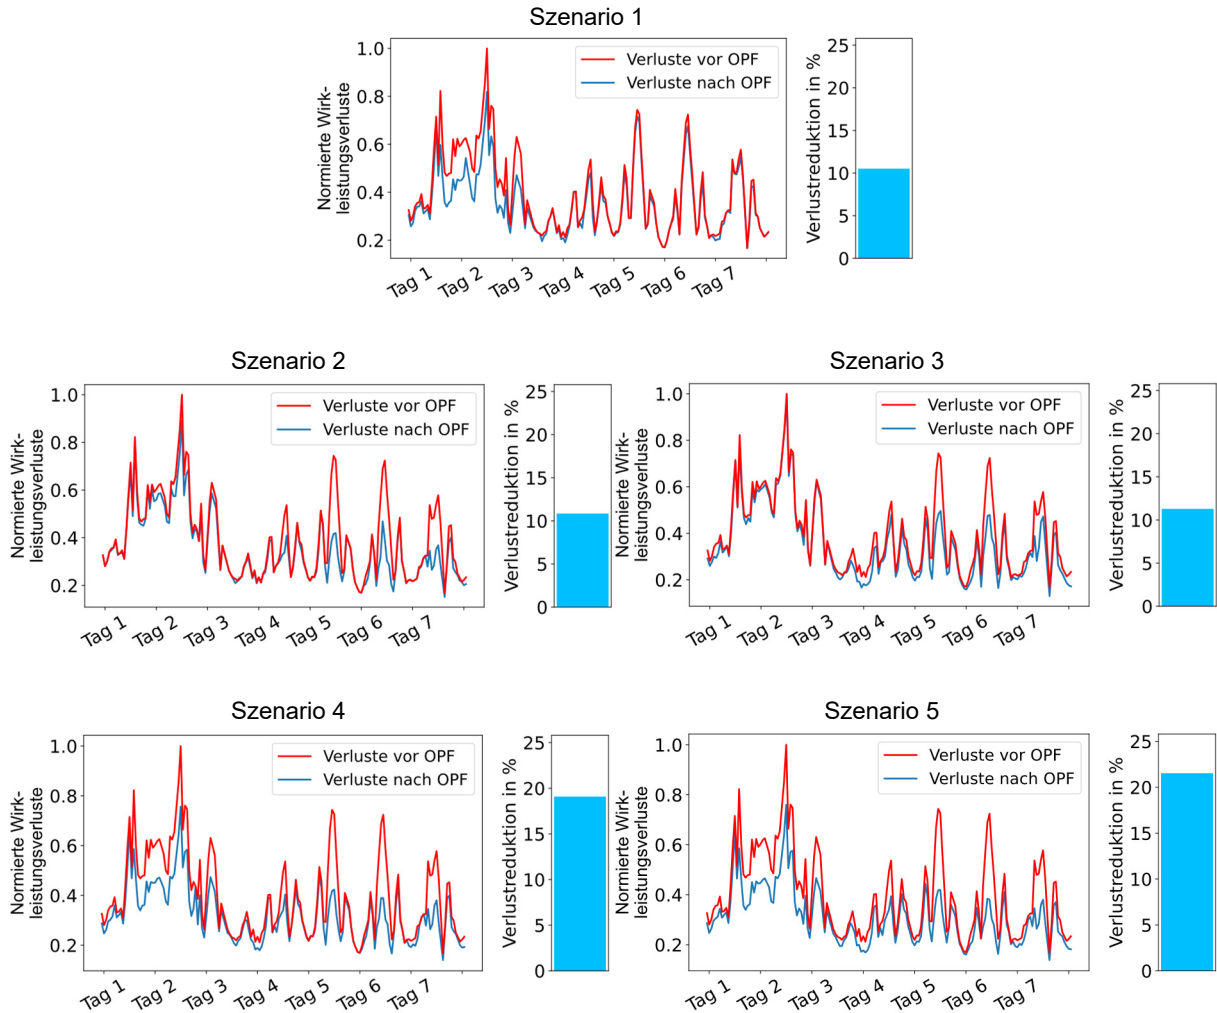 Szenario 1
Normierte Wirk-
leistungsverluste
1.0
0.8
0.6
0.4
0.2
Verluste vor OPF
Verluste nach OPF
Tag 1
Tag 2
Tag 3
Tag 4
Tag 5
Tag 6
Tag 7
Verlustreduktion in %
25
20
15
10
5
0
Szenario 2
Normierte Wirk-
leistungsverluste
1.0
0.8
0.6
0.4
0.2
Verluste vor OPF
Verluste nach OPF
Tag 1
Tag 2
Tag 3
Tag 4
Tag 5
Tag 6
Tag 7
Verlustreduktion in %
25
20
15
10
5
0
Szenario 3
Normierte Wirk-
leistungsverluste
1.0
0.8
0.6
0.4
0.2
Verluste vor OPF
Verluste nach OPF
Tag 1
Tag 2
Tag 3
Tag 4
Tag 5
Tag 6
Tag 7
Verlustreduktion in %
25
20
15
10
5
0
Szenario 4
Normierte Wirk-
leistungsverluste
1.0
0.8
0.6
0.4
0.2
Verluste vor OPF
Verluste nach OPF
Tag 1
Tag 2
Tag 3
Tag 4
Tag 5
Tag 6
Tag 7
Verlustreduktion in %
25
20
15
10
5
0
Szenario 5
Normierte Wirk-
leistungsverluste
1.0
0.8
0.6
0.4
0.2
Verluste vor OPF
Verluste nach OPF
Tag 1
Tag 2
Tag 3
Tag 4
Tag 5
Tag 6
Tag 7
Verlustreduktion in %
25
20
15
10
5
0